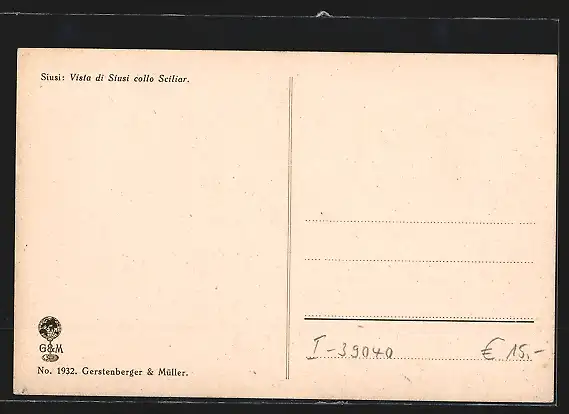 Siusi: Vista di Siusi collo Sciliar.
G&M
No. 1932. Gerstenberger & Müller.
I-39040
€ 15,-